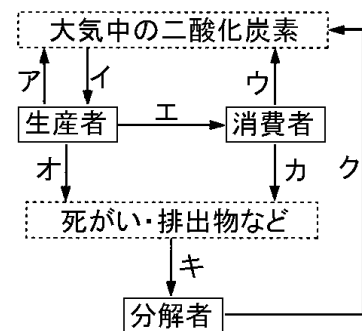 大気中の二酸化炭素
ア イ ウ
生産者 エ 消費者
オ カ ク
死がい・排出物など
キ
分解者